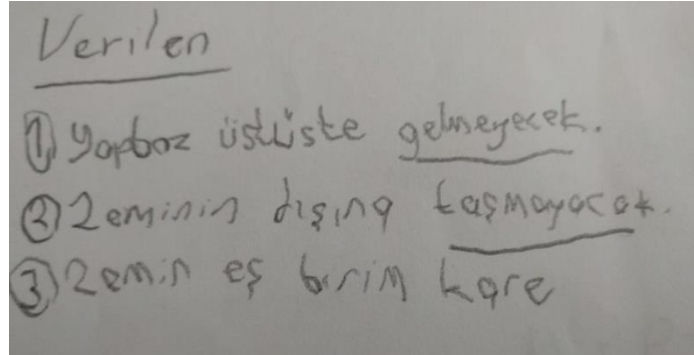 Verilen
① Yapboz üstüste gelmeyecek.
② Zeminin dışına taşmayacak.
③ Zemin eş birim kare